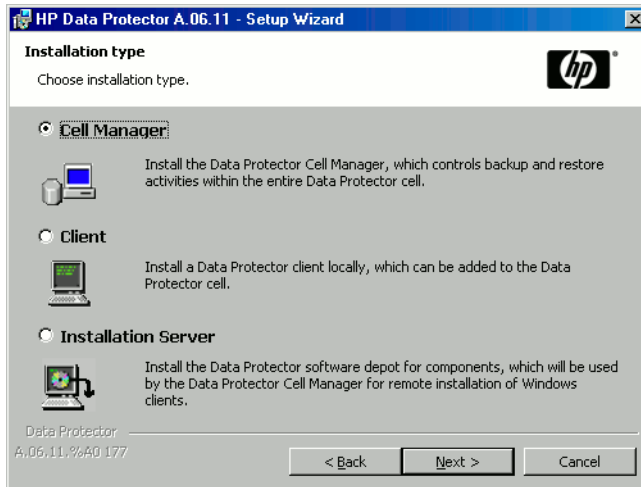 HP Data Protector A.06.11 - Setup Wizard
Installation type
Choose installation type.
hp
Cell Manager
Install the Data Protector Cell Manager, which controls backup and restore
activities within the entire Data Protector cell.
Client
Install a Data Protector client locally, which can be added to the Data
Protector cell.
Installation Server
Install the Data Protector software depot for components, which will be used
by the Data Protector Cell Manager for remote installation of Windows
clients.
Data Protector
A.06.11.%A0 177
< Back
Next >
Cancel